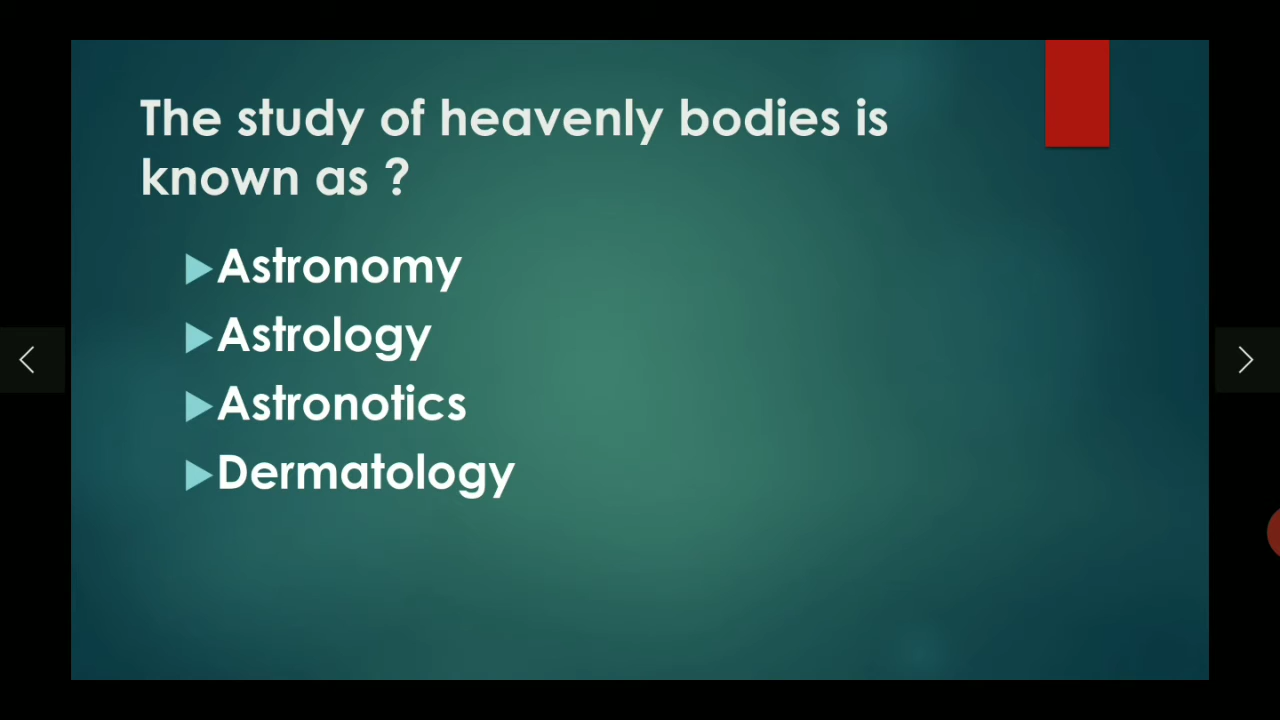 The study of heavenly bodies is
known as ?
Astronomy
Astrology
Astronotics
Dermatology